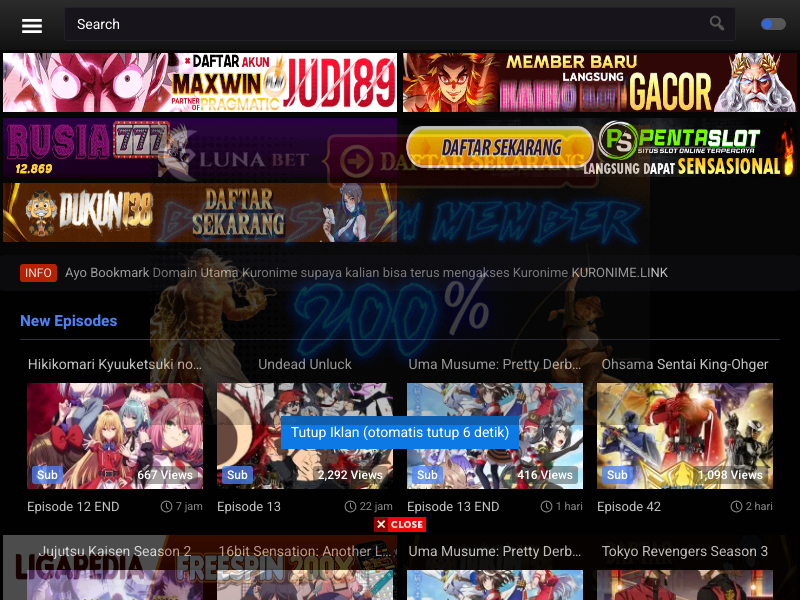 Search
DAFTAR AKUN
MAXWIN
PARTNER OF PRAGMATIC
JUDI89
MEMBER BARU
LANGSUNG
GACOR
RUSIA777
12.869
LUNA BET
DAFTAR SEKARANG
DAFTAR SEKARANG
PS PENTASLOT
SITUS SLOT ONLINE TERPERCAYA
LANGSUNG DAPAT SENSASIONAL
DUKUN138
DAFTAR
SEKARANG
NEW MEMBER
200%
INFO Ayo Bookmark Domain Utama Kuronime supaya kalian bisa terus mengakses Kuronime KURONIME.LINK
New Episodes
Hikikomari Kyuuketsuki no…
Undead Unluck
Uma Musume: Pretty Derb…
Ohsama Sentai King-Ohger
Tutup Iklan (otomatis tutup 6 detik)
Sub 667 Views
Sub 2,292 Views
Sub 416 Views
Sub 1,098 Views
Episode 12 END 7 jam
Episode 13 22 jam
Episode 13 END 1 hari
Episode 42 2 hari
CLOSE
Jujutsu Kaisen Season 2
16bit Sensation: Another L…
Uma Musume: Pretty Derb…
Tokyo Revengers Season 3
LIGAPEDIA
FREESPIN 200X